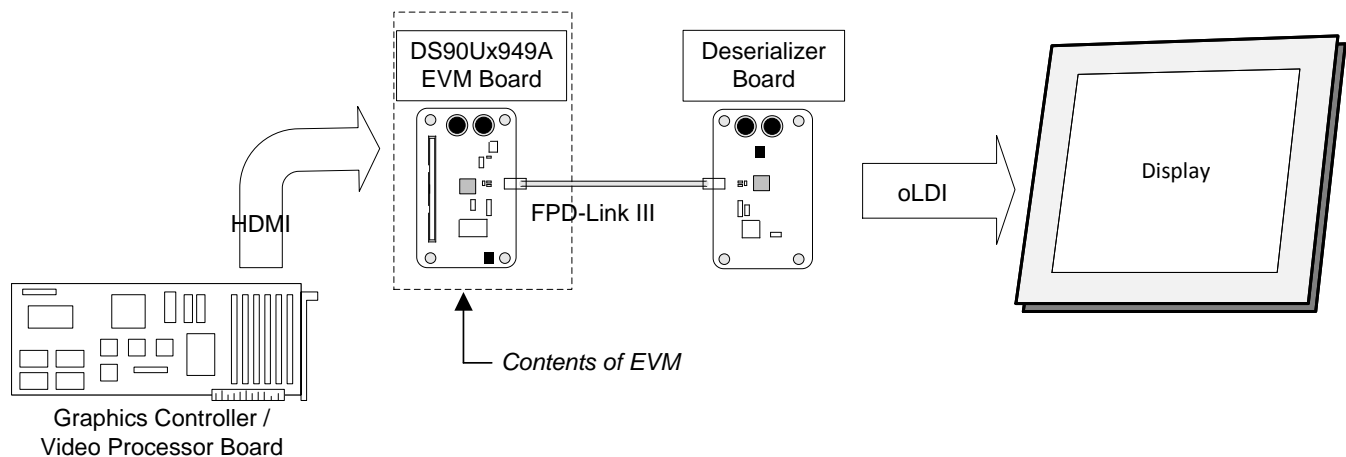 DS90Ux949A
EVM Board
Deserializer
Board
HDMI
FPD-Link III
oLDI
Display
Contents of EVM
Graphics Controller /
Video Processor Board